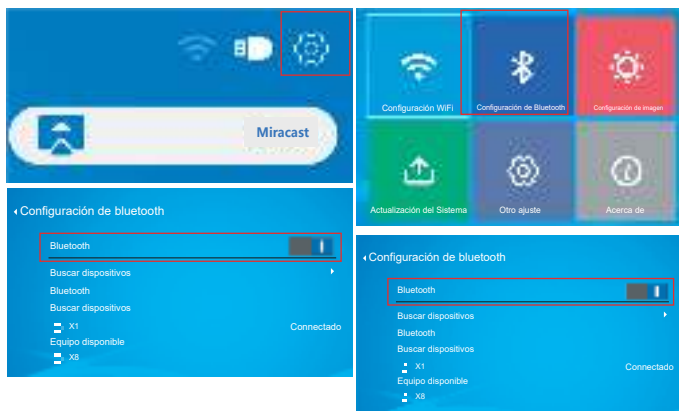 Miracast
Configuración WiFi
Configuración de Bluetooth
Configuración de imagen
Actualización del Sistema
Otro ajuste
Acerca de
Configuración de bluetooth
Bluetooth
Buscar dispositivos
Bluetooth
Buscar dispositivos
X1 Connectado
Equipo disponible
X8
Configuración de bluetooth
Bluetooth
Buscar dispositivos
Bluetooth
Buscar dispositivos
X1 Connectado
Equipo disponible
X8